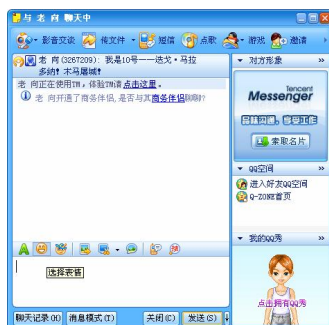 与 老 向 聊天中
影音交谈 传文件 短信 点歌 游戏 邀请
老 向(3267209): 我是10号——迭戈·马拉
多纳! 木马屠城!
老 向正在使用TM, 体验TM请点击这里。
老 向开通了商务伴侣,是否与其商务伴侣聊聊?
选择表情
聊天记录(H) 消息模式(T) 关闭(C) 发送(S)
对方形象
Tencent
Messenger
索取名片
QQ空间
进入好友QQ空间
Q-ZONE首页
我的QQ秀
点击拥有QQ秀